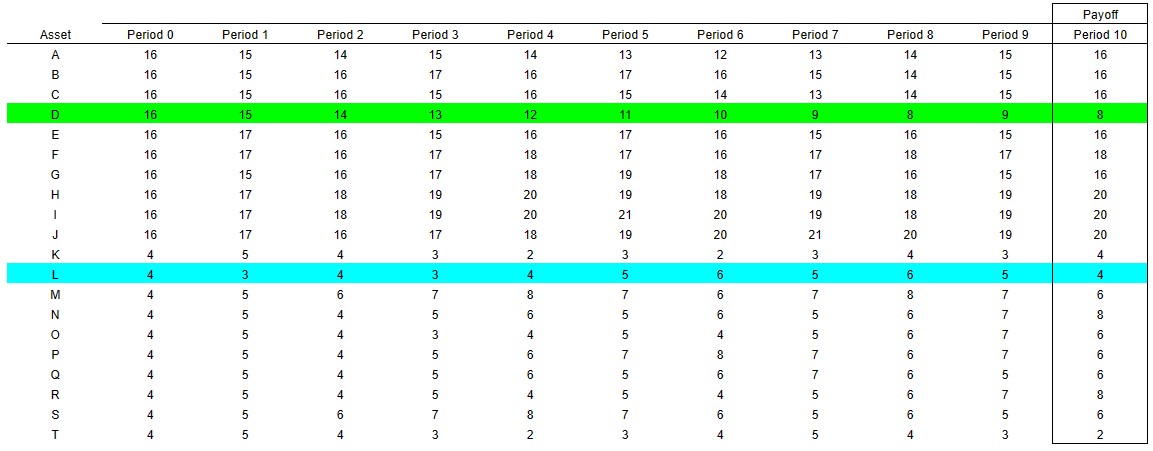 Payoff
Asset Period 0 Period 1 Period 2 Period 3 Period 4 Period 5 Period 6 Period 7 Period 8 Period 9 Period 10
A 16 15 14 15 14 13 12 13 14 15 16
B 16 15 16 17 16 17 16 15 14 15 16
C 16 15 16 15 16 15 14 13 14 15 16
D 16 15 14 13 12 11 10 9 8 9 8
E 16 17 16 15 16 17 16 15 16 15 16
F 16 17 16 17 18 17 16 17 18 17 18
G 16 15 16 17 18 19 18 17 16 15 16
H 16 17 18 19 20 19 18 19 18 19 20
I 16 17 18 19 20 21 20 19 18 19 20
J 16 17 16 17 18 19 20 21 20 19 20
K 4 5 4 3 2 3 2 3 4 3 4
L 4 3 4 3 4 5 6 5 6 5 4
M 4 5 6 7 8 7 6 7 8 7 6
N 4 5 4 5 6 5 6 5 6 7 8
O 4 5 4 3 4 5 4 5 6 7 6
P 4 5 4 5 6 7 8 7 6 7 6
Q 4 5 4 5 6 5 6 7 6 5 6
R 4 5 4 5 4 5 4 5 6 7 8
S 4 5 6 7 8 7 6 5 6 5 6
T 4 5 4 3 2 3 4 5 4 3 2